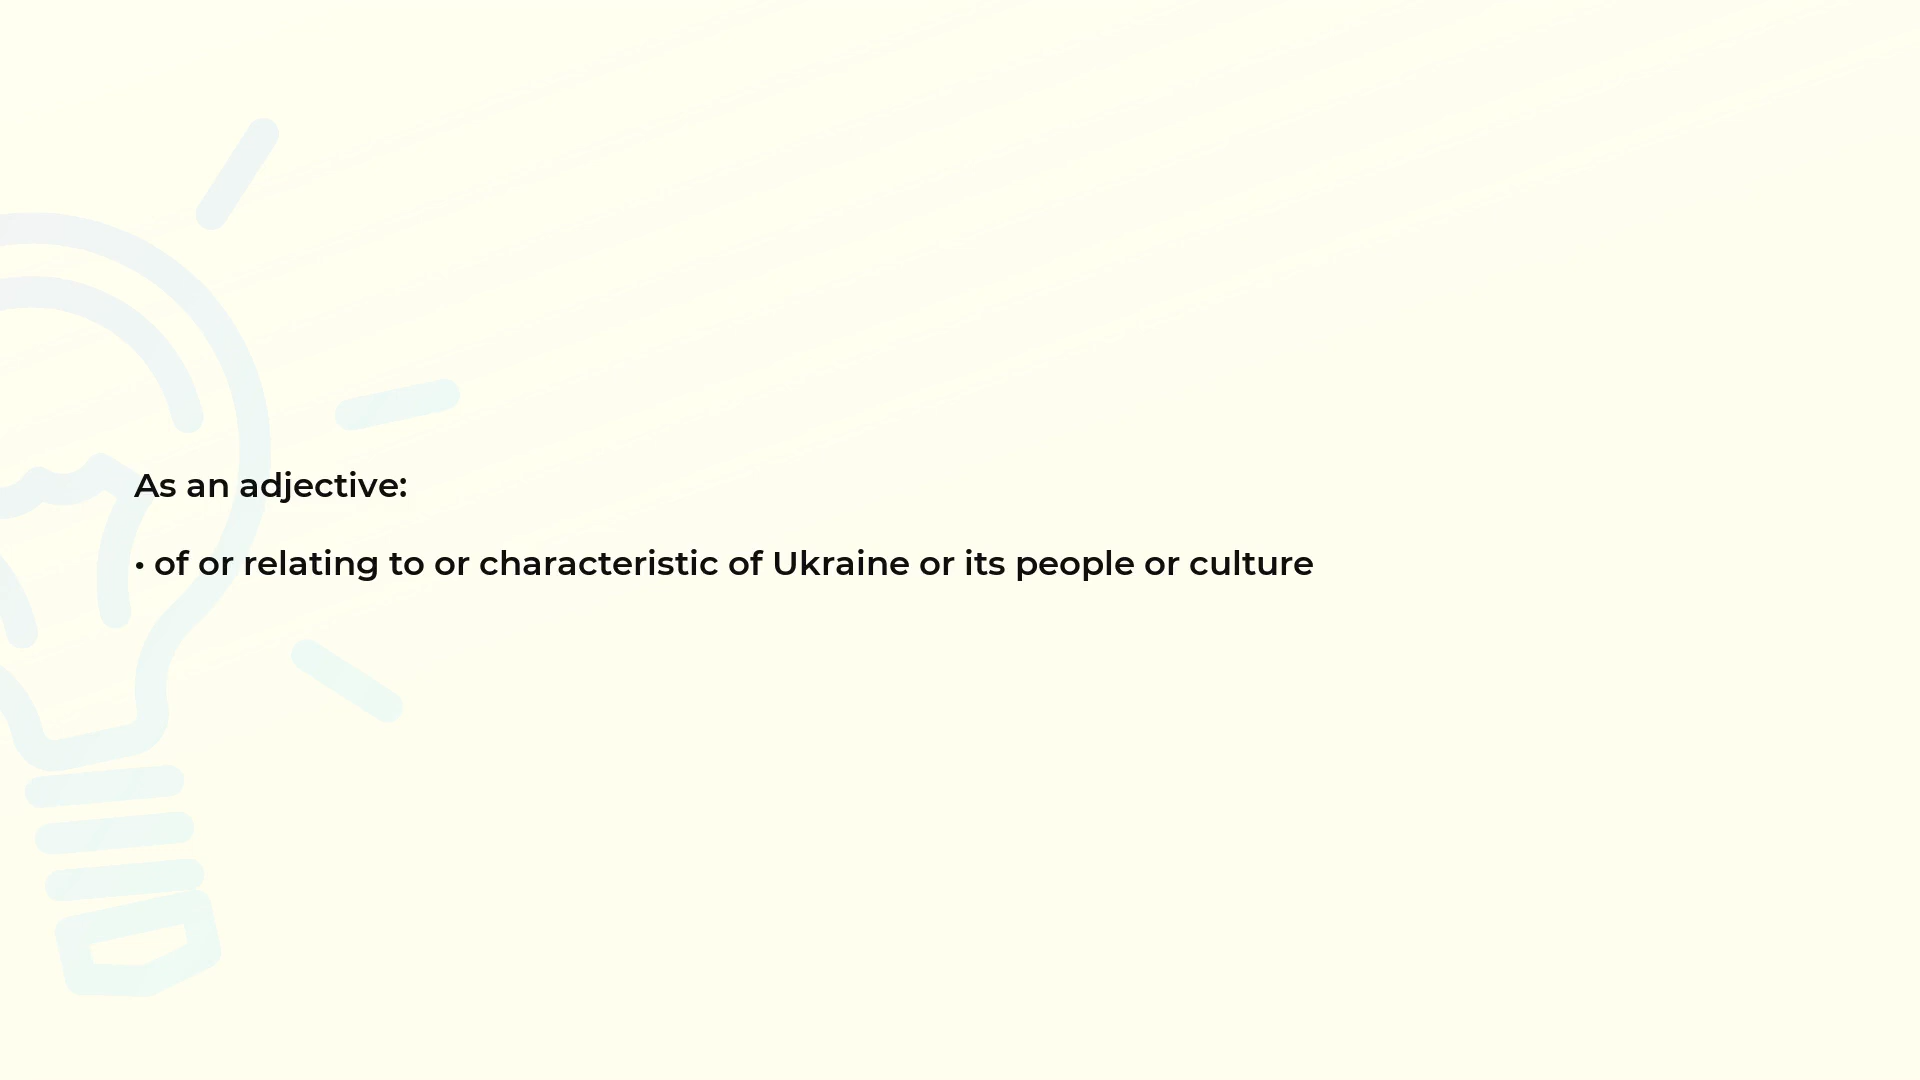 As an adjective:
• of or relating to or characteristic of Ukraine or its people or culture